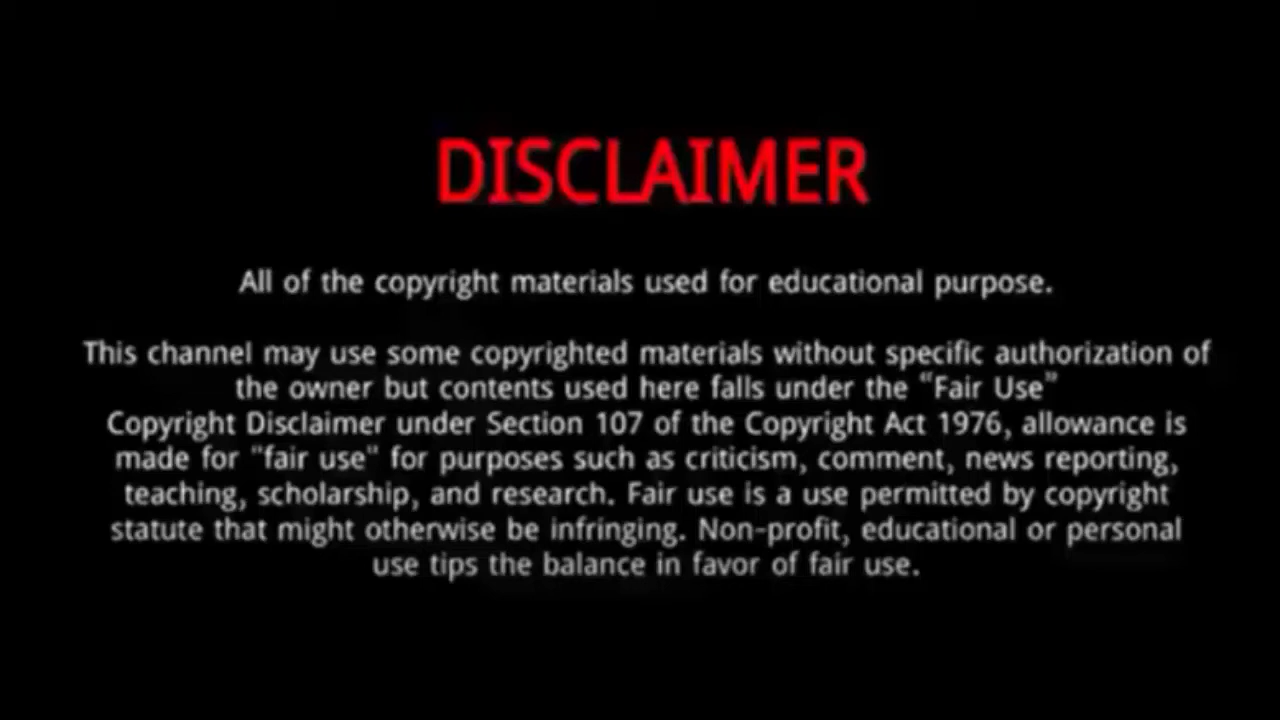 DISCLAIMER
All of the copyright materials used for educational purpose.
This channel may use some copyrighted materials without specific authorization of
the owner but contents used here falls under the “Fair Use”
Copyright Disclaimer under Section 107 of the Copyright Act 1976, allowance is
made for "fair use" for purposes such as criticism, comment, news reporting,
teaching, scholarship, and research. Fair use is a use permitted by copyright
statute that might otherwise be infringing. Non-profit, educational or personal
use tips the balance in favor of fair use.